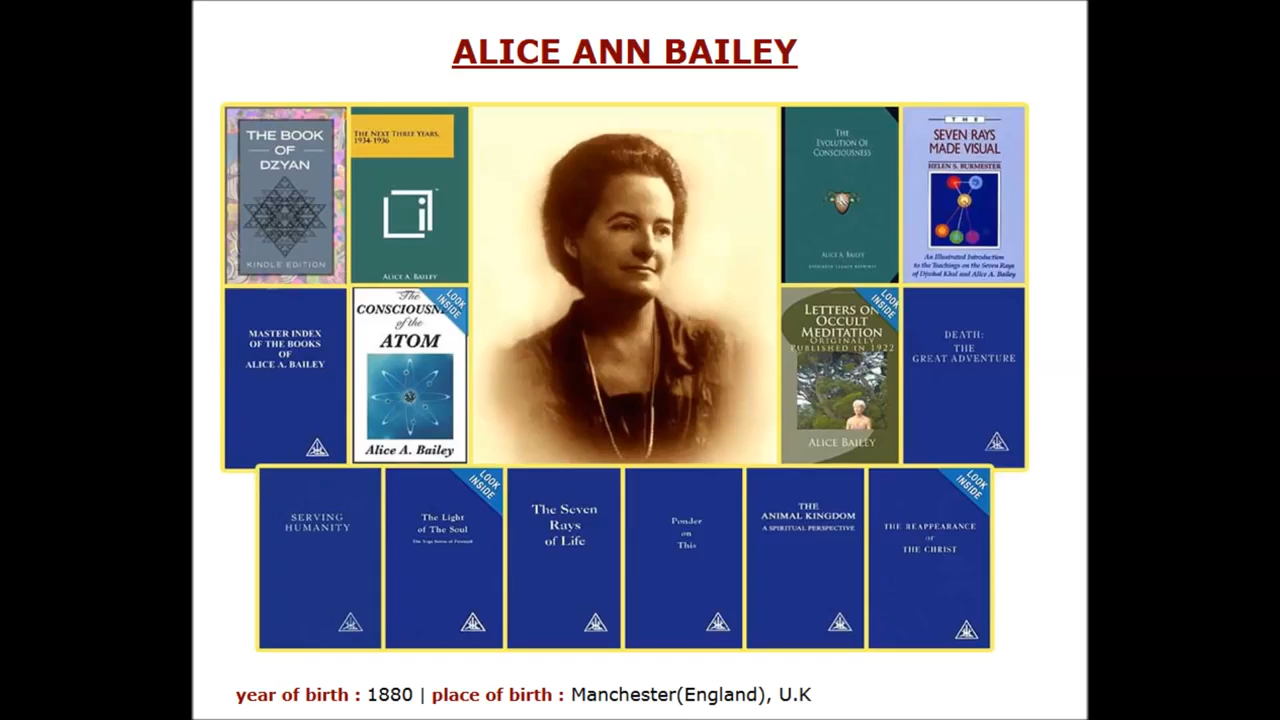 ALICE ANN BAILEY
THE BOOK
OF
DZYAN
KINDLE EDITION
THE NEXT THREE YEARS,
1934-1936
ALICE A. BAILEY
THE
EVOLUTION OF
CONSCIOUSNESS
ALICE A. BAILEY
THE
SEVEN RAYS
MADE VISUAL
HELEN S. BURMESTER
An Illustrated Introduction
to the Teachings on the Seven Rays
of Djwhal Khul and Alice A. Bailey
MASTER INDEX
OF THE BOOKS
OF
ALICE A. BAILEY
LOOK
INSIDE
The
CONSCIOUSN
of the
ATOM
Alice A. Bailey
LOOK
INSIDE
LETTERS ON
OCCULT
MEDITATION
ORIGINALLY
PUBLISHED IN 1922
ALICE BAILEY
DEATH:
THE
GREAT ADVENTURE
SERVING
HUMANITY
LOOK
INSIDE
The Light
of The Soul
The Seven
Rays
of Life
Ponder
on
This
THE
ANIMAL KINGDOM
A SPIRITUAL PERSPECTIVE
LOOK
INSIDE
THE REAPPEARANCE
OF
THE CHRIST
year of birth : 1880 | place of birth : Manchester(England), U.K